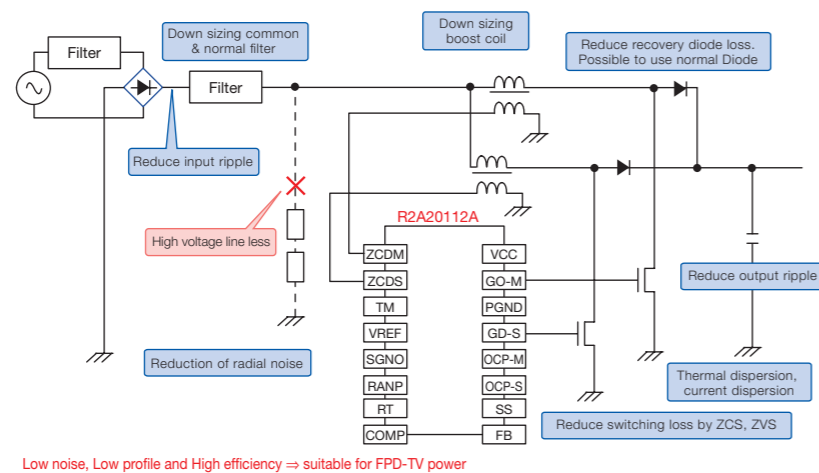 Filter
Down sizing common
& normal filter
Down sizing
boost coil
Reduce recovery diode loss.
Possible to use normal Diode
Filter
Reduce input ripple
R2A20112A
High voltage line less
ZCDM
VCC
ZCDS
GO-M
Reduce output ripple
TM
PGND
VREF
GD-S
Reduction of radial noise
SGNO
OCP-M
RANP
OCP-S
Thermal dispersion,
current dispersion
RT
SS
Reduce switching loss by ZCS, ZVS
COMP
FB
Low noise, Low profile and High efficiency ⇒ suitable for FPD-TV power